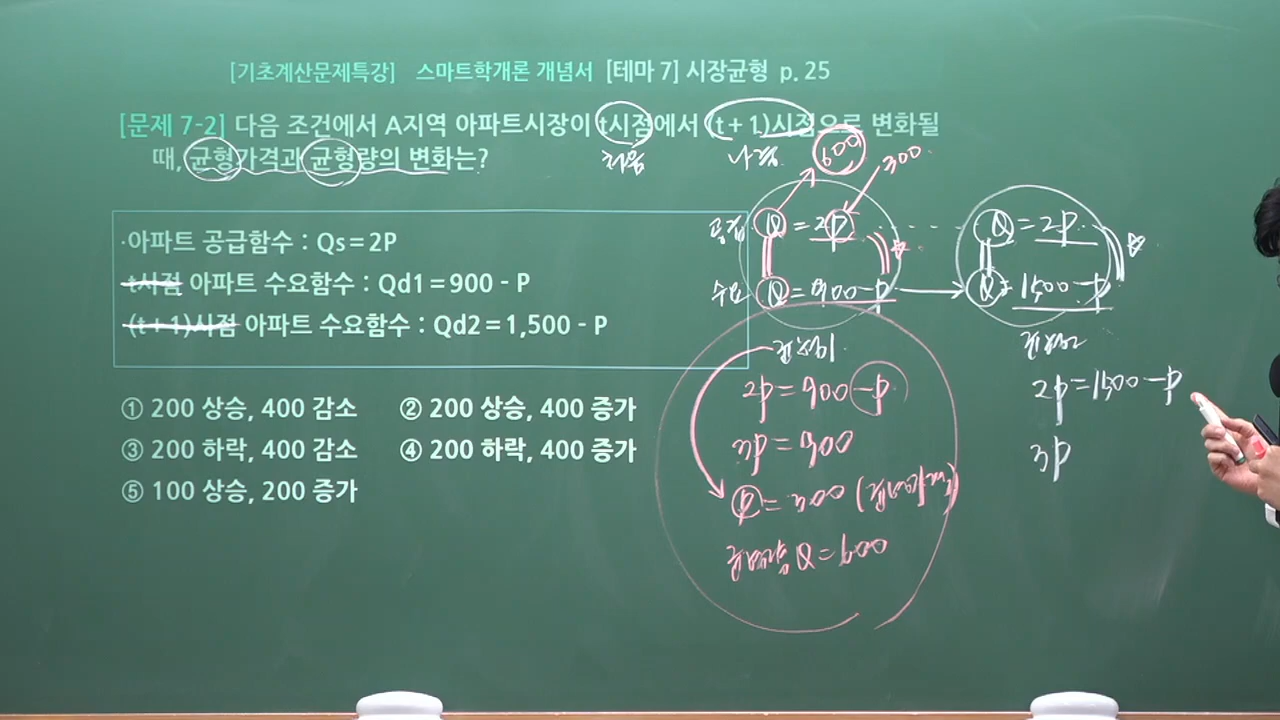 [기초계산문제특강] 스마트학개론 개념서 [테마 7] 시장균형 p. 25
[문제 7-2] 다음 조건에서 A지역 아파트시장이 t시점에서 (t+1)시점으로 변화될
때, 균형가격과 균형량의 변화는?
처음 나중 600 300
·아파트 공급함수 : Qs=2P
t시점 아파트 수요함수 : Qd1=900 - P
(t+1)시점 아파트 수요함수 : Qd2=1,500 - P
① 200 상승, 400 감소 ② 200 상승, 400 증가
③ 200 하락, 400 감소 ④ 200 하락, 400 증가
⑤ 100 상승, 200 증가
공급 Q = 2P
수요 Q = 900-P
2P=900-P
3P=900
P=300 (균형가격)
균형량 Q=600
Q=2P
Q=1500-P
2P=1500-P
3P